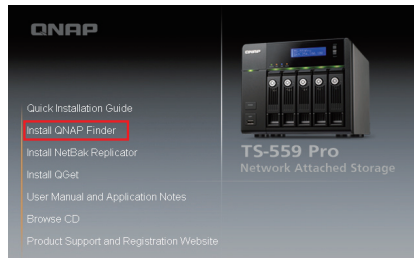 QNAP
Quick Installation Guide
Install QNAP Finder
Install NetBak Replicator
Install QGet
User Manual and Application Notes
Browse CD
Product Support and Registration Website
TS-559 Pro
Network Attached Storage